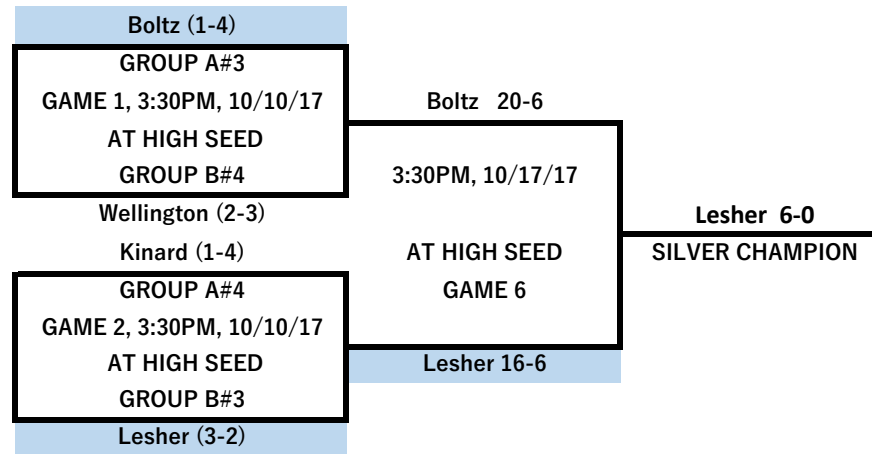 Boltz (1-4)
GROUP A#3
GAME 1, 3:30PM, 10/10/17
AT HIGH SEED
GROUP B#4
Wellington (2-3)
Kinard (1-4)
GROUP A#4
GAME 2, 3:30PM, 10/10/17
AT HIGH SEED
GROUP B#3
Lesher (3-2)
Boltz 20-6
3:30PM, 10/17/17
AT HIGH SEED
GAME 6
Lesher 16-6
Lesher 6-0
SILVER CHAMPION